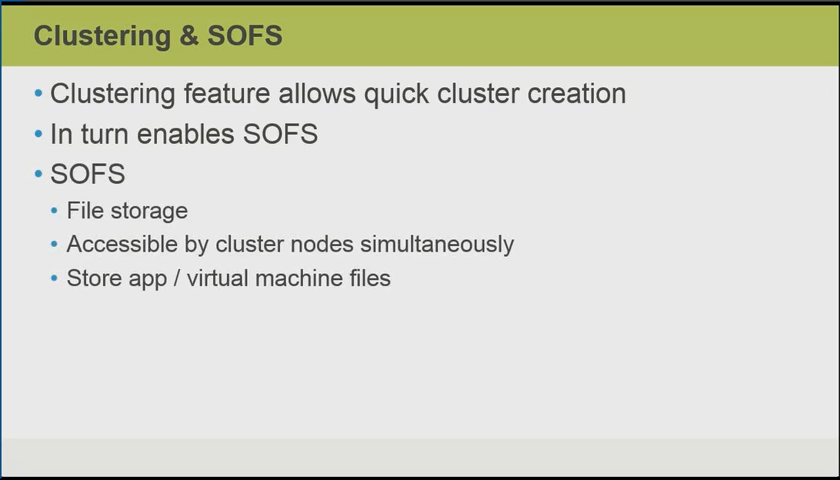 Clustering & SOFS
• Clustering feature allows quick cluster creation
• In turn enables SOFS
• SOFS
• File storage
• Accessible by cluster nodes simultaneously
• Store app / virtual machine files